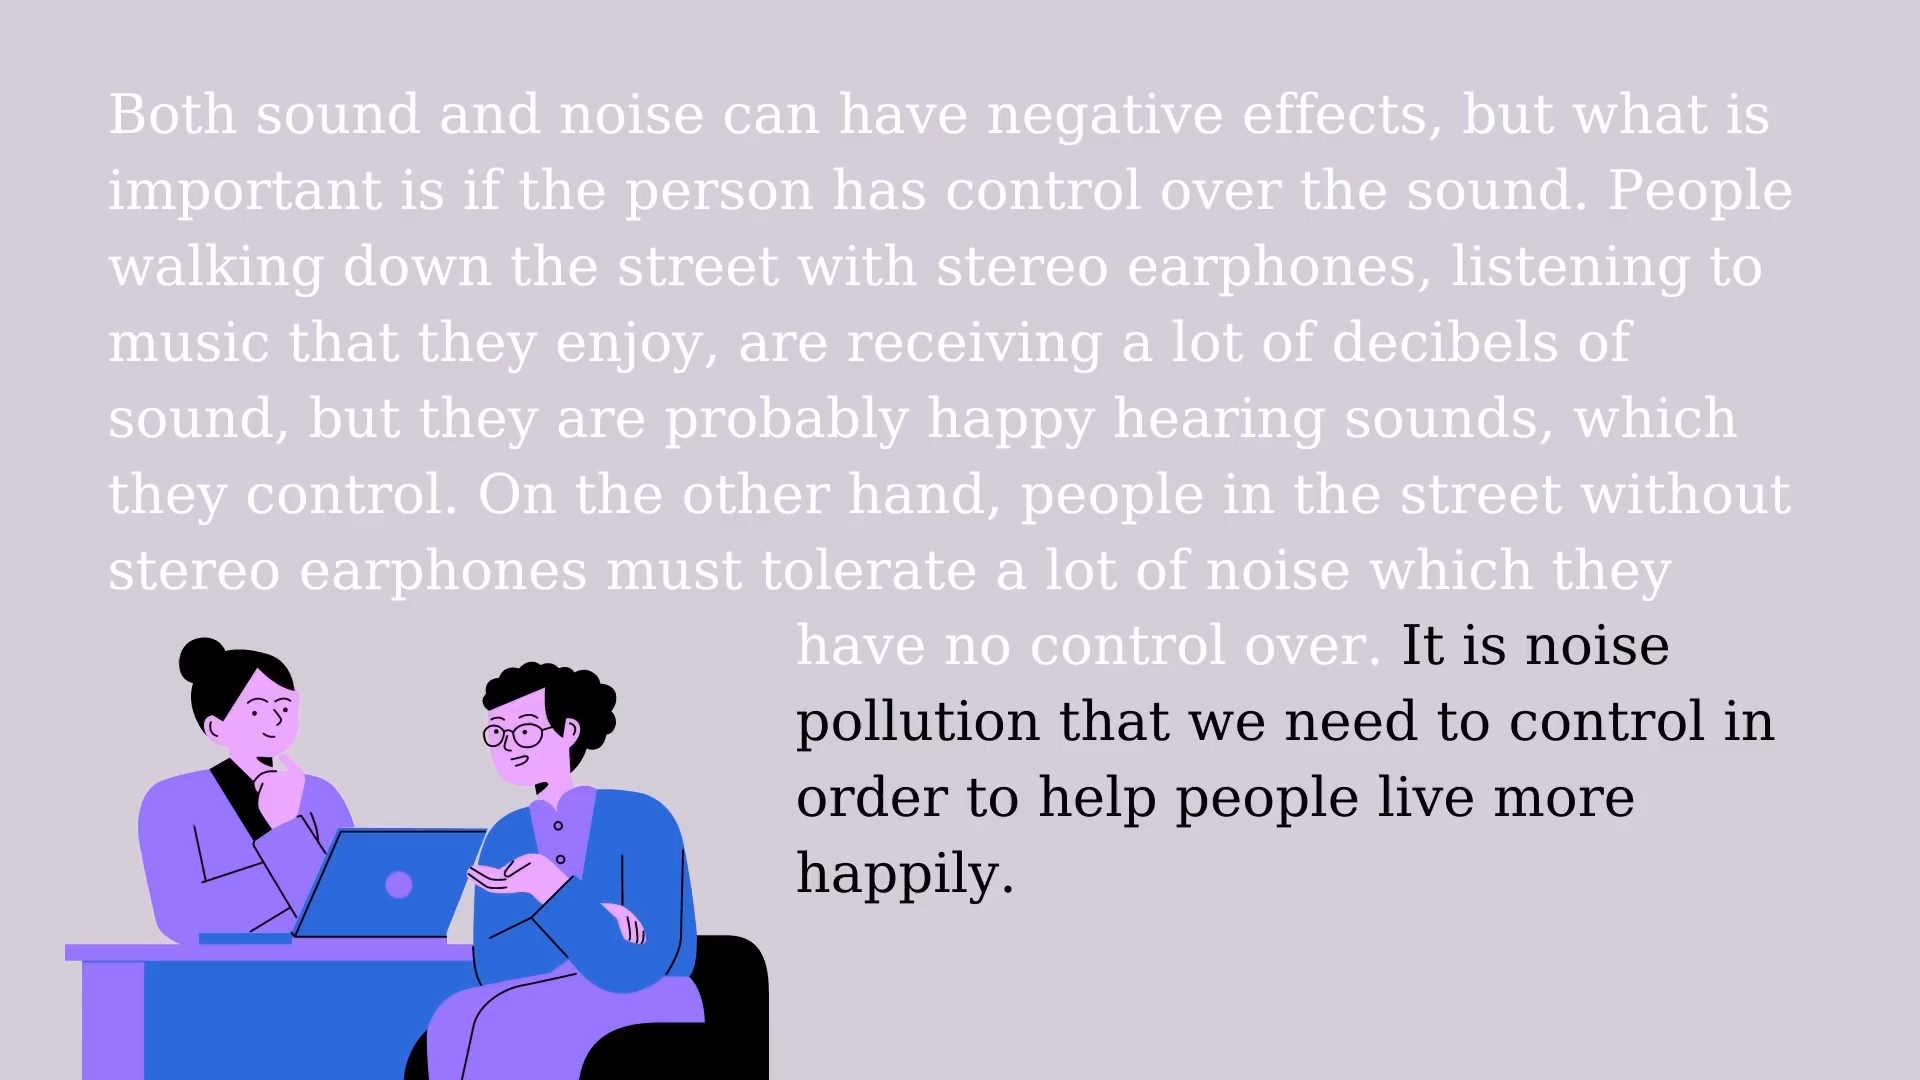 Both sound and noise can have negative effects, but what is
important is if the person has control over the sound. People
walking down the street with stereo earphones, listening to
music that they enjoy, are receiving a lot of decibels of
sound, but they are probably happy hearing sounds, which
they control. On the other hand, people in the street without
stereo earphones must tolerate a lot of noise which they
have no control over. It is noise
pollution that we need to control in
order to help people live more
happily.